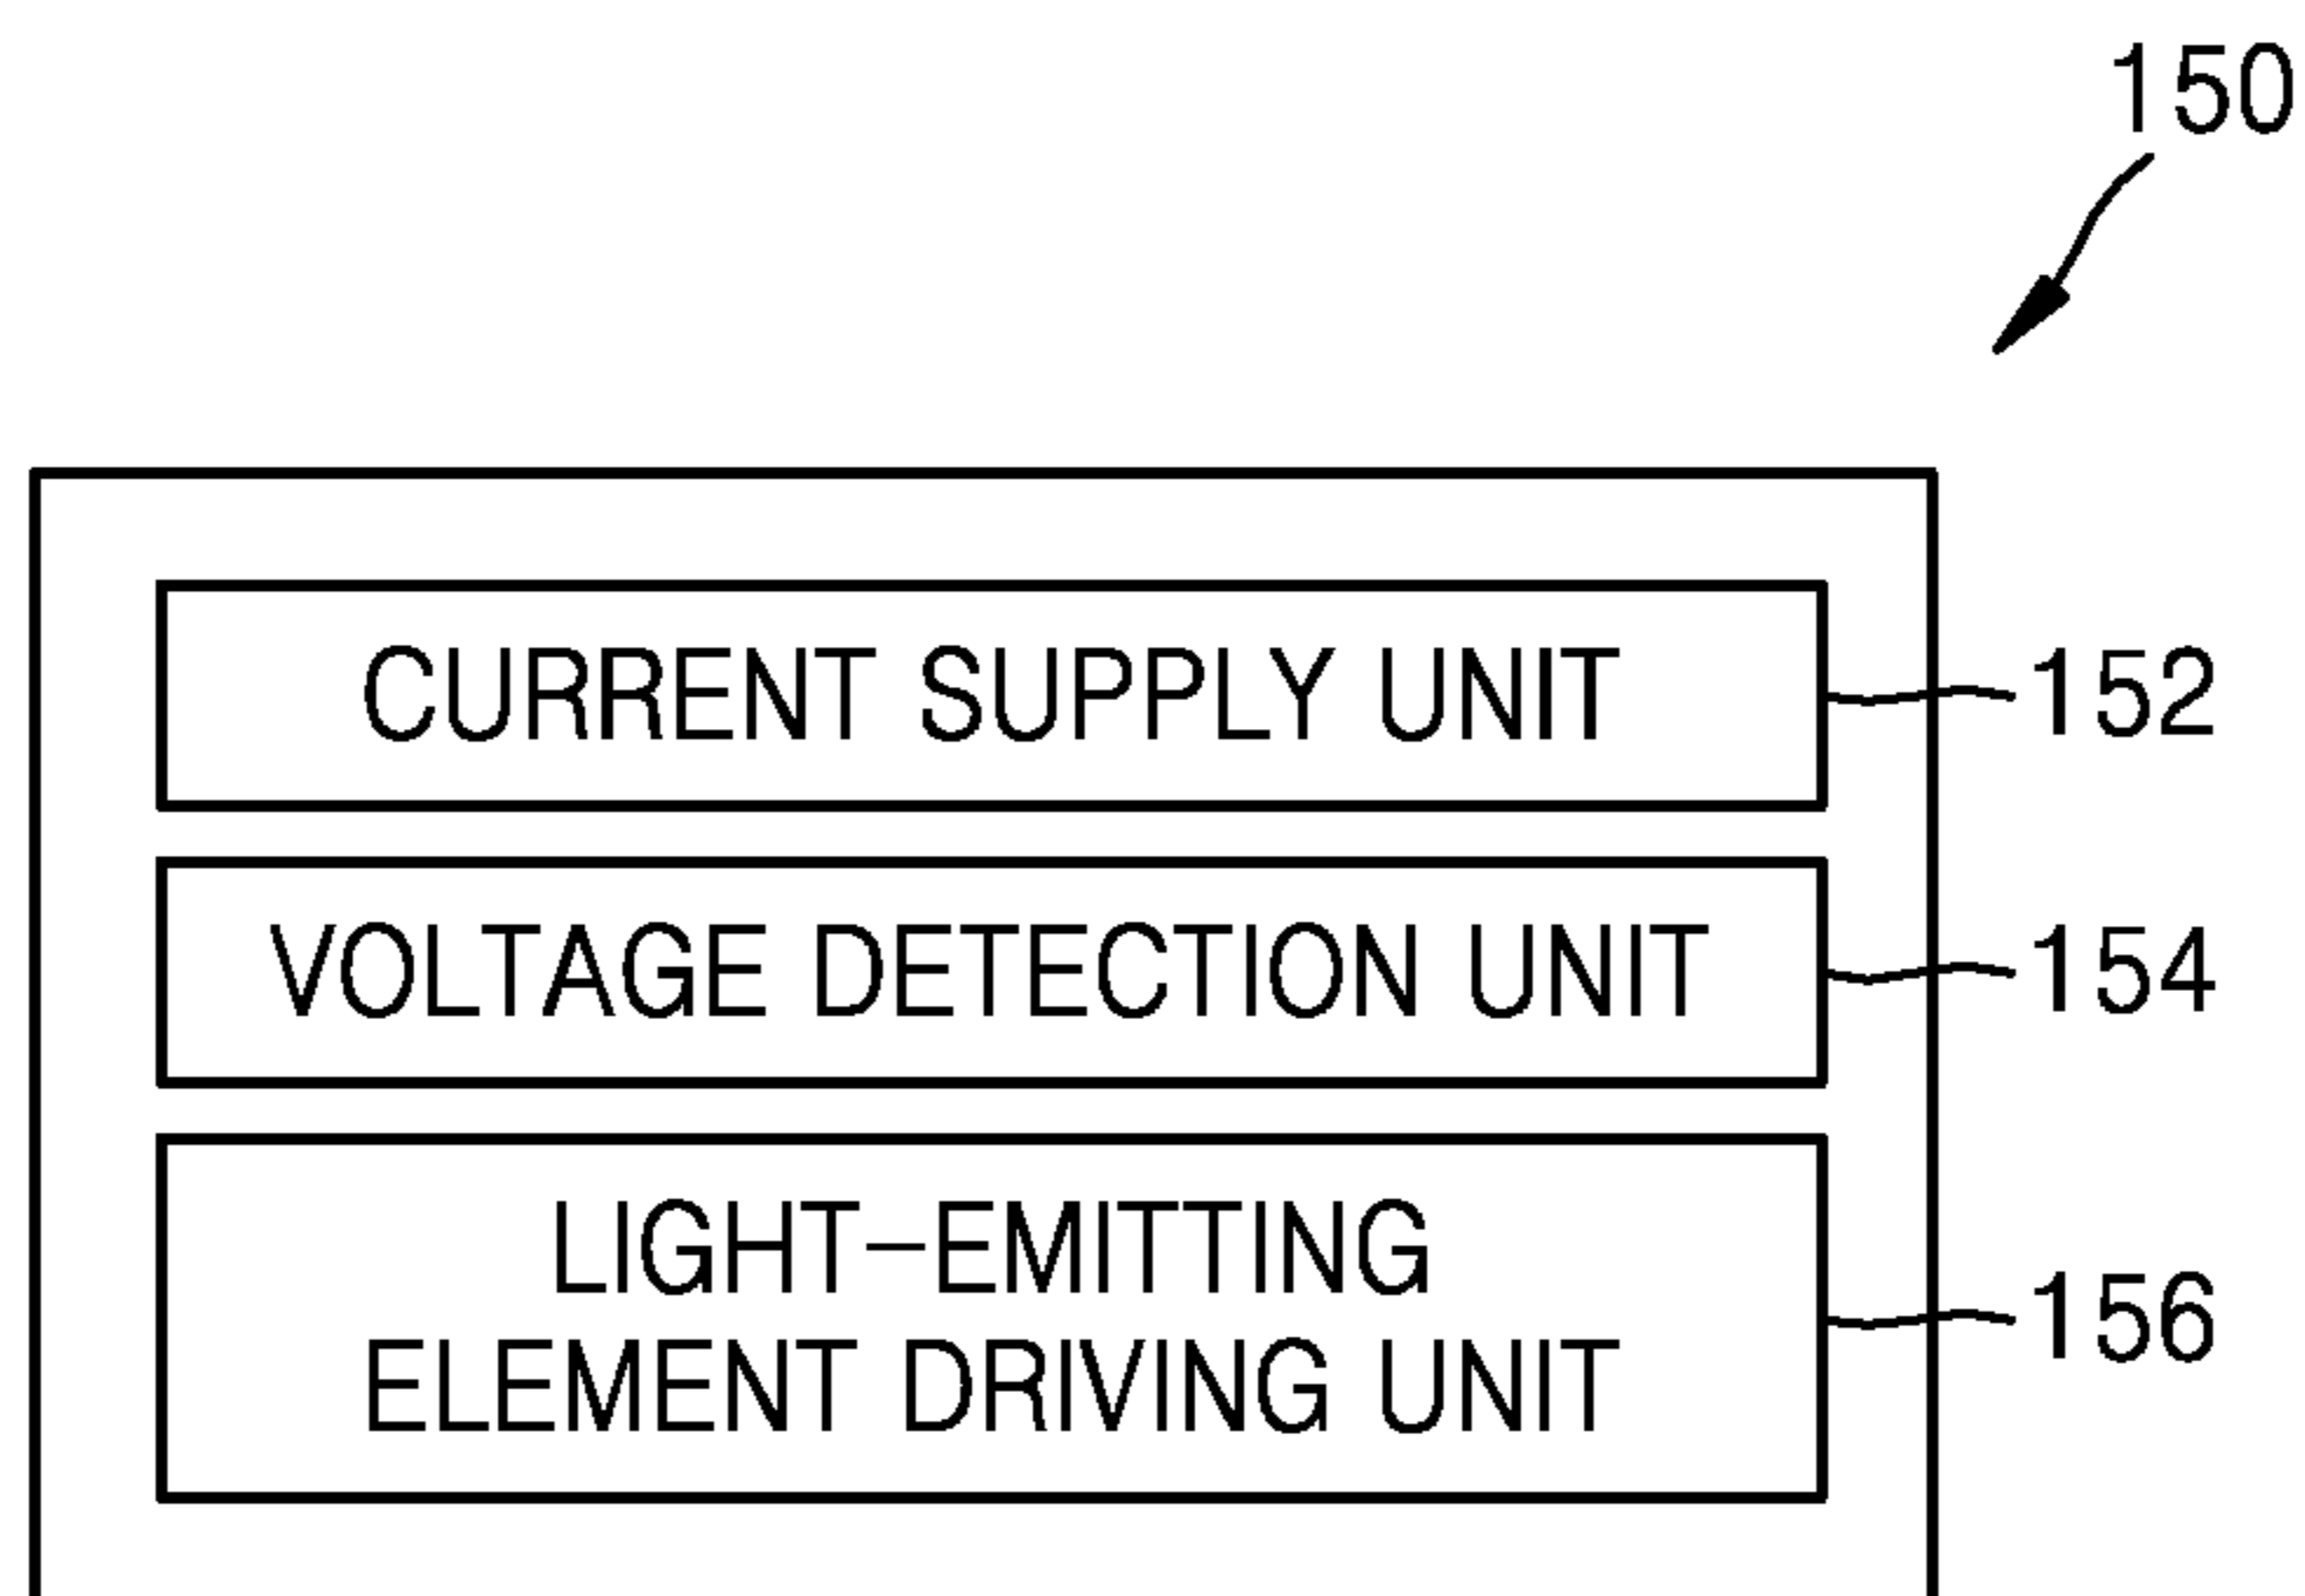 150
CURRENT SUPPLY UNIT
152
VOLTAGE DETECTION UNIT
154
LIGHT-EMITTING
ELEMENT DRIVING UNIT
156